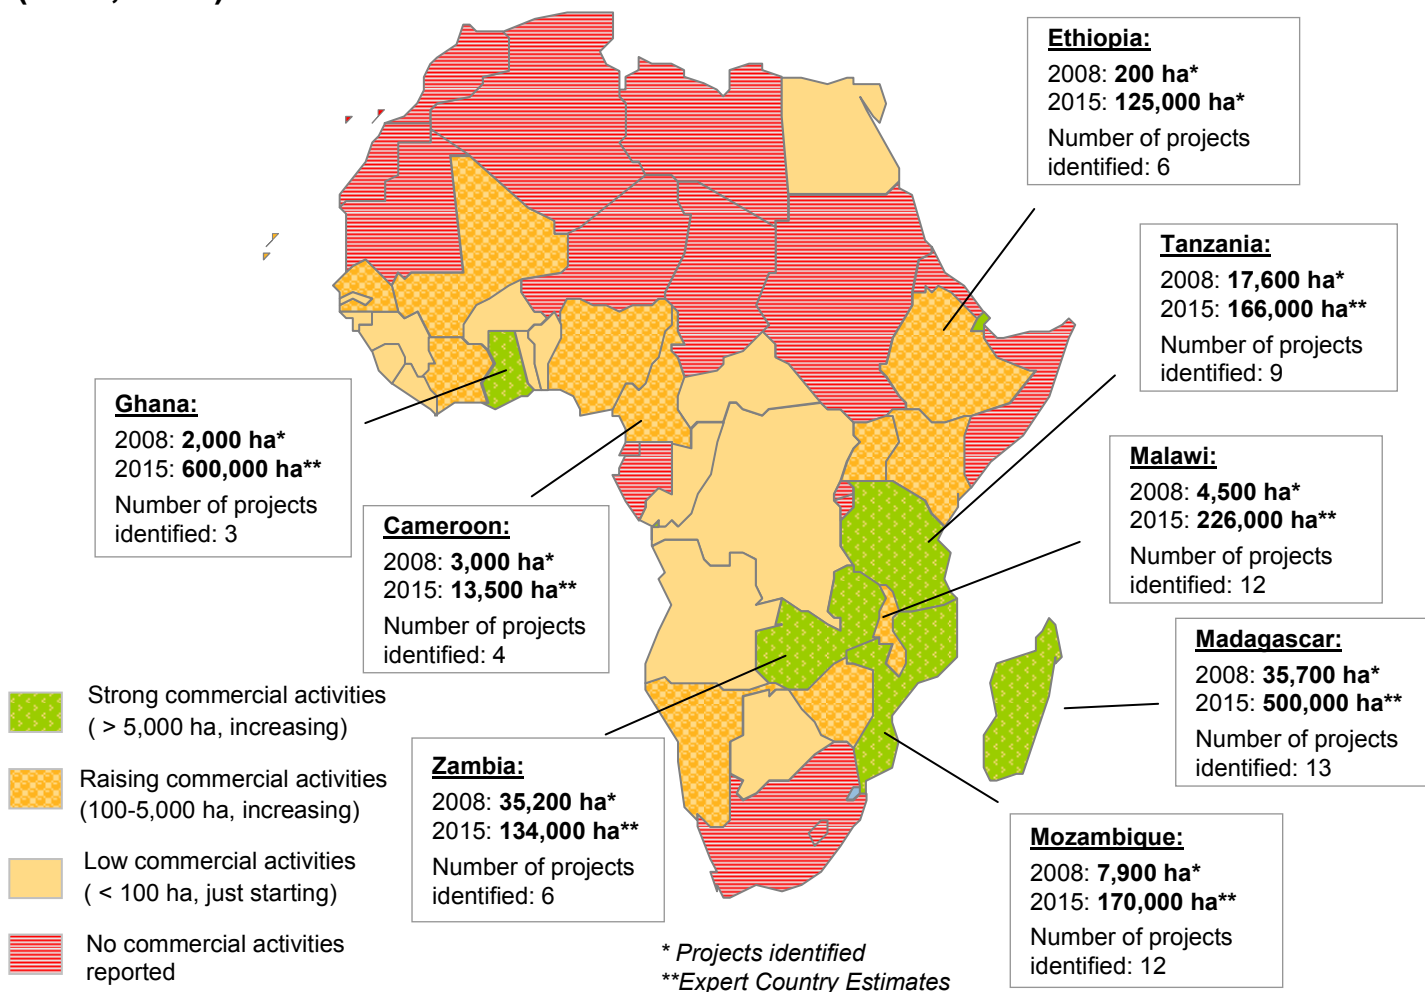 Ethiopia:
2008: 200 ha*
2015: 125,000 ha*
Number of projects
identified: 6
Tanzania:
2008: 17,600 ha*
2015: 166,000 ha**
Number of projects
identified: 9
Ghana:
2008: 2,000 ha*
2015: 600,000 ha**
Number of projects
identified: 3
Malawi:
2008: 4,500 ha*
2015: 226,000 ha**
Number of projects
identified: 12
Cameroon:
2008: 3,000 ha*
2015: 13,500 ha**
Number of projects
identified: 4
Madagascar:
2008: 35,700 ha*
2015: 500,000 ha**
Number of projects
identified: 13
Zambia:
2008: 35,200 ha*
2015: 134,000 ha**
Number of projects
identified: 6
Mozambique:
2008: 7,900 ha*
2015: 170,000 ha**
Number of projects
identified: 12
Strong commercial activities
( > 5,000 ha, increasing)
Raising commercial activities
(100-5,000 ha, increasing)
Low commercial activities
( < 100 ha, just starting)
No commercial activities
reported
* Projects identified
**Expert Country Estimates